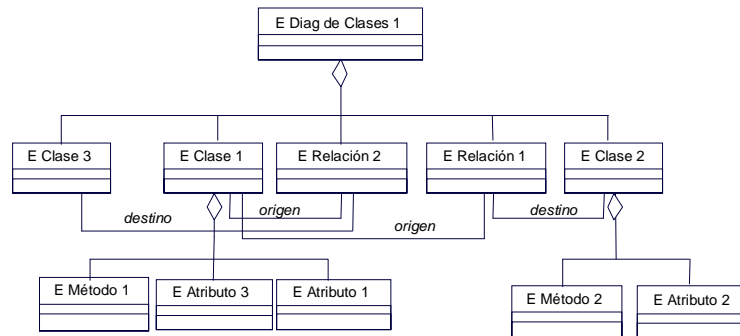 E Diag de Clases 1
E Clase 3
E Clase 1
E Relación 2
E Relación 1
E Clase 2
destino
origen
origen
destino
E Método 1
E Atributo 3
E Atributo 1
E Método 2
E Atributo 2